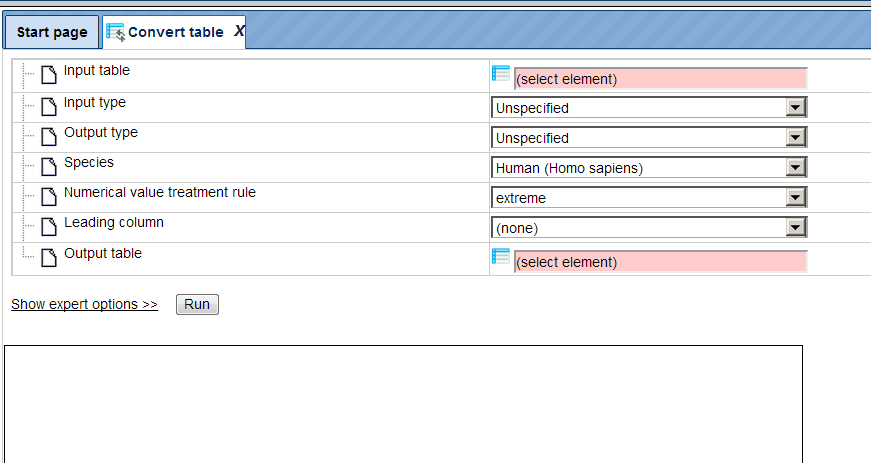 Start page
Convert table X
Input table (select element)
Input type Unspecified
Output type Unspecified
Species Human (Homo sapiens)
Numerical value treatment rule extreme
Leading column (none)
Output table (select element)
Show expert options >> Run